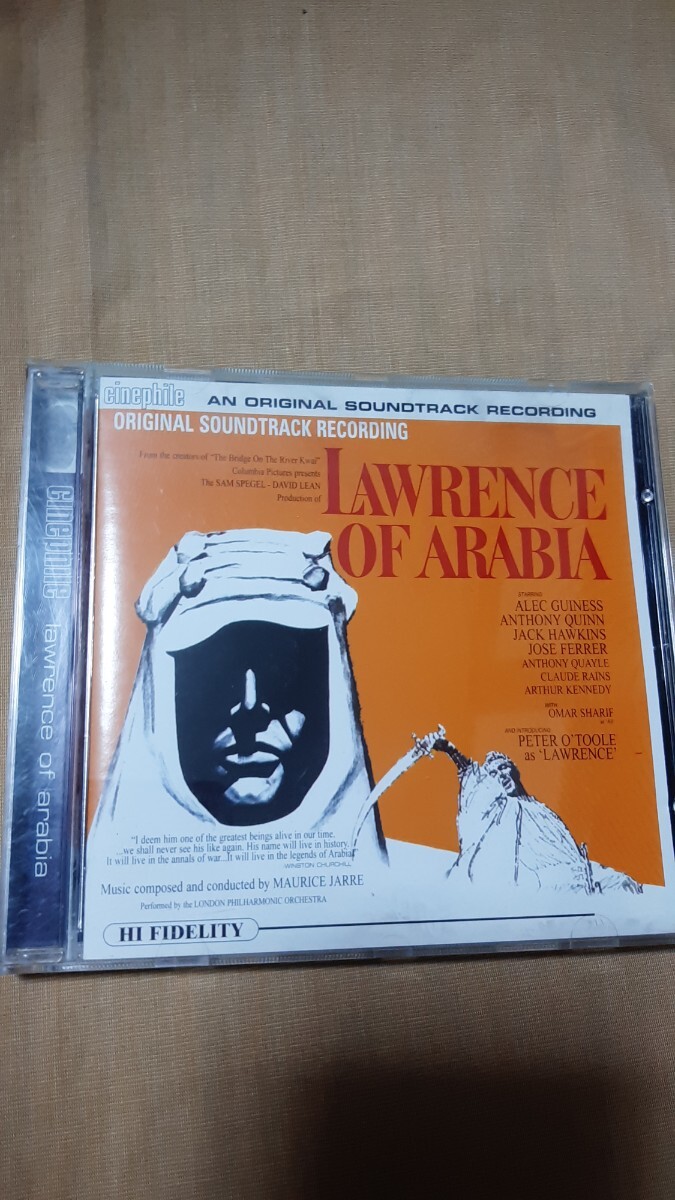 cinephile
AN ORIGINAL SOUNDTRACK RECORDING
ORIGINAL SOUNDTRACK RECORDING
From the creators of "The Bridge On The River Kwai"
Columbia Pictures presents
The SAM SPEGEL - DAVID LEAN
Production of
LAWRENCE
OF ARABIA
STARRING
ALEC GUINESS
ANTHONY QUINN
JACK HAWKINS
JOSE FERRER
ANTHONY QUAYLE
CLAUDE RAINS
ARTHUR KENNEDY
WITH
OMAR SHARIF
AND INTRODUCING
PETER O'TOOLE
as 'LAWRENCE'
"I deem him one of the greatest beings alive in our time.
...we shall never see his like again. His name will live in history.
It will live in the annals of war...It will live in the legends of Arabia"
WINSTON CHURCHILL
Music composed and conducted by MAURICE JARRE
Performed by the LONDON PHILHARMONIC ORCHESTRA
HI FIDELITY
cinephile lawrence of arabia